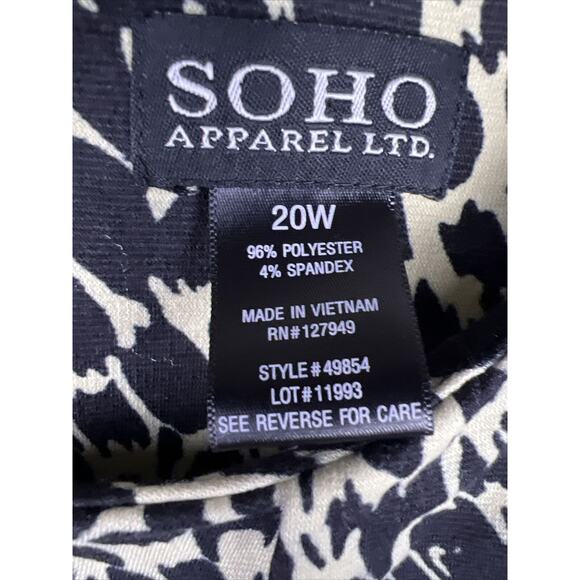 SOHO
APPAREL LTD.
20W
96% POLYESTER
4% SPANDEX
MADE IN VIETNAM
RN#127949
STYLE#49854
LOT#11993
SEE REVERSE FOR CARE